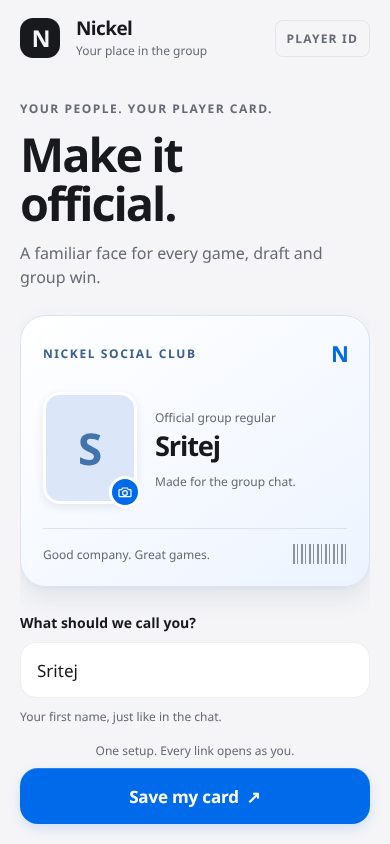 N
Nickel
Your place in the group
PLAYER ID
YOUR PEOPLE. YOUR PLAYER CARD.
Make it
official.
A familiar face for every game, draft and
group win.
NICKEL SOCIAL CLUB
N
S
Official group regular
Sritej
Made for the group chat.
Good company. Great games.
What should we call you?
Sritej
Your first name, just like in the chat.
One setup. Every link opens as you.
Save my card ↗